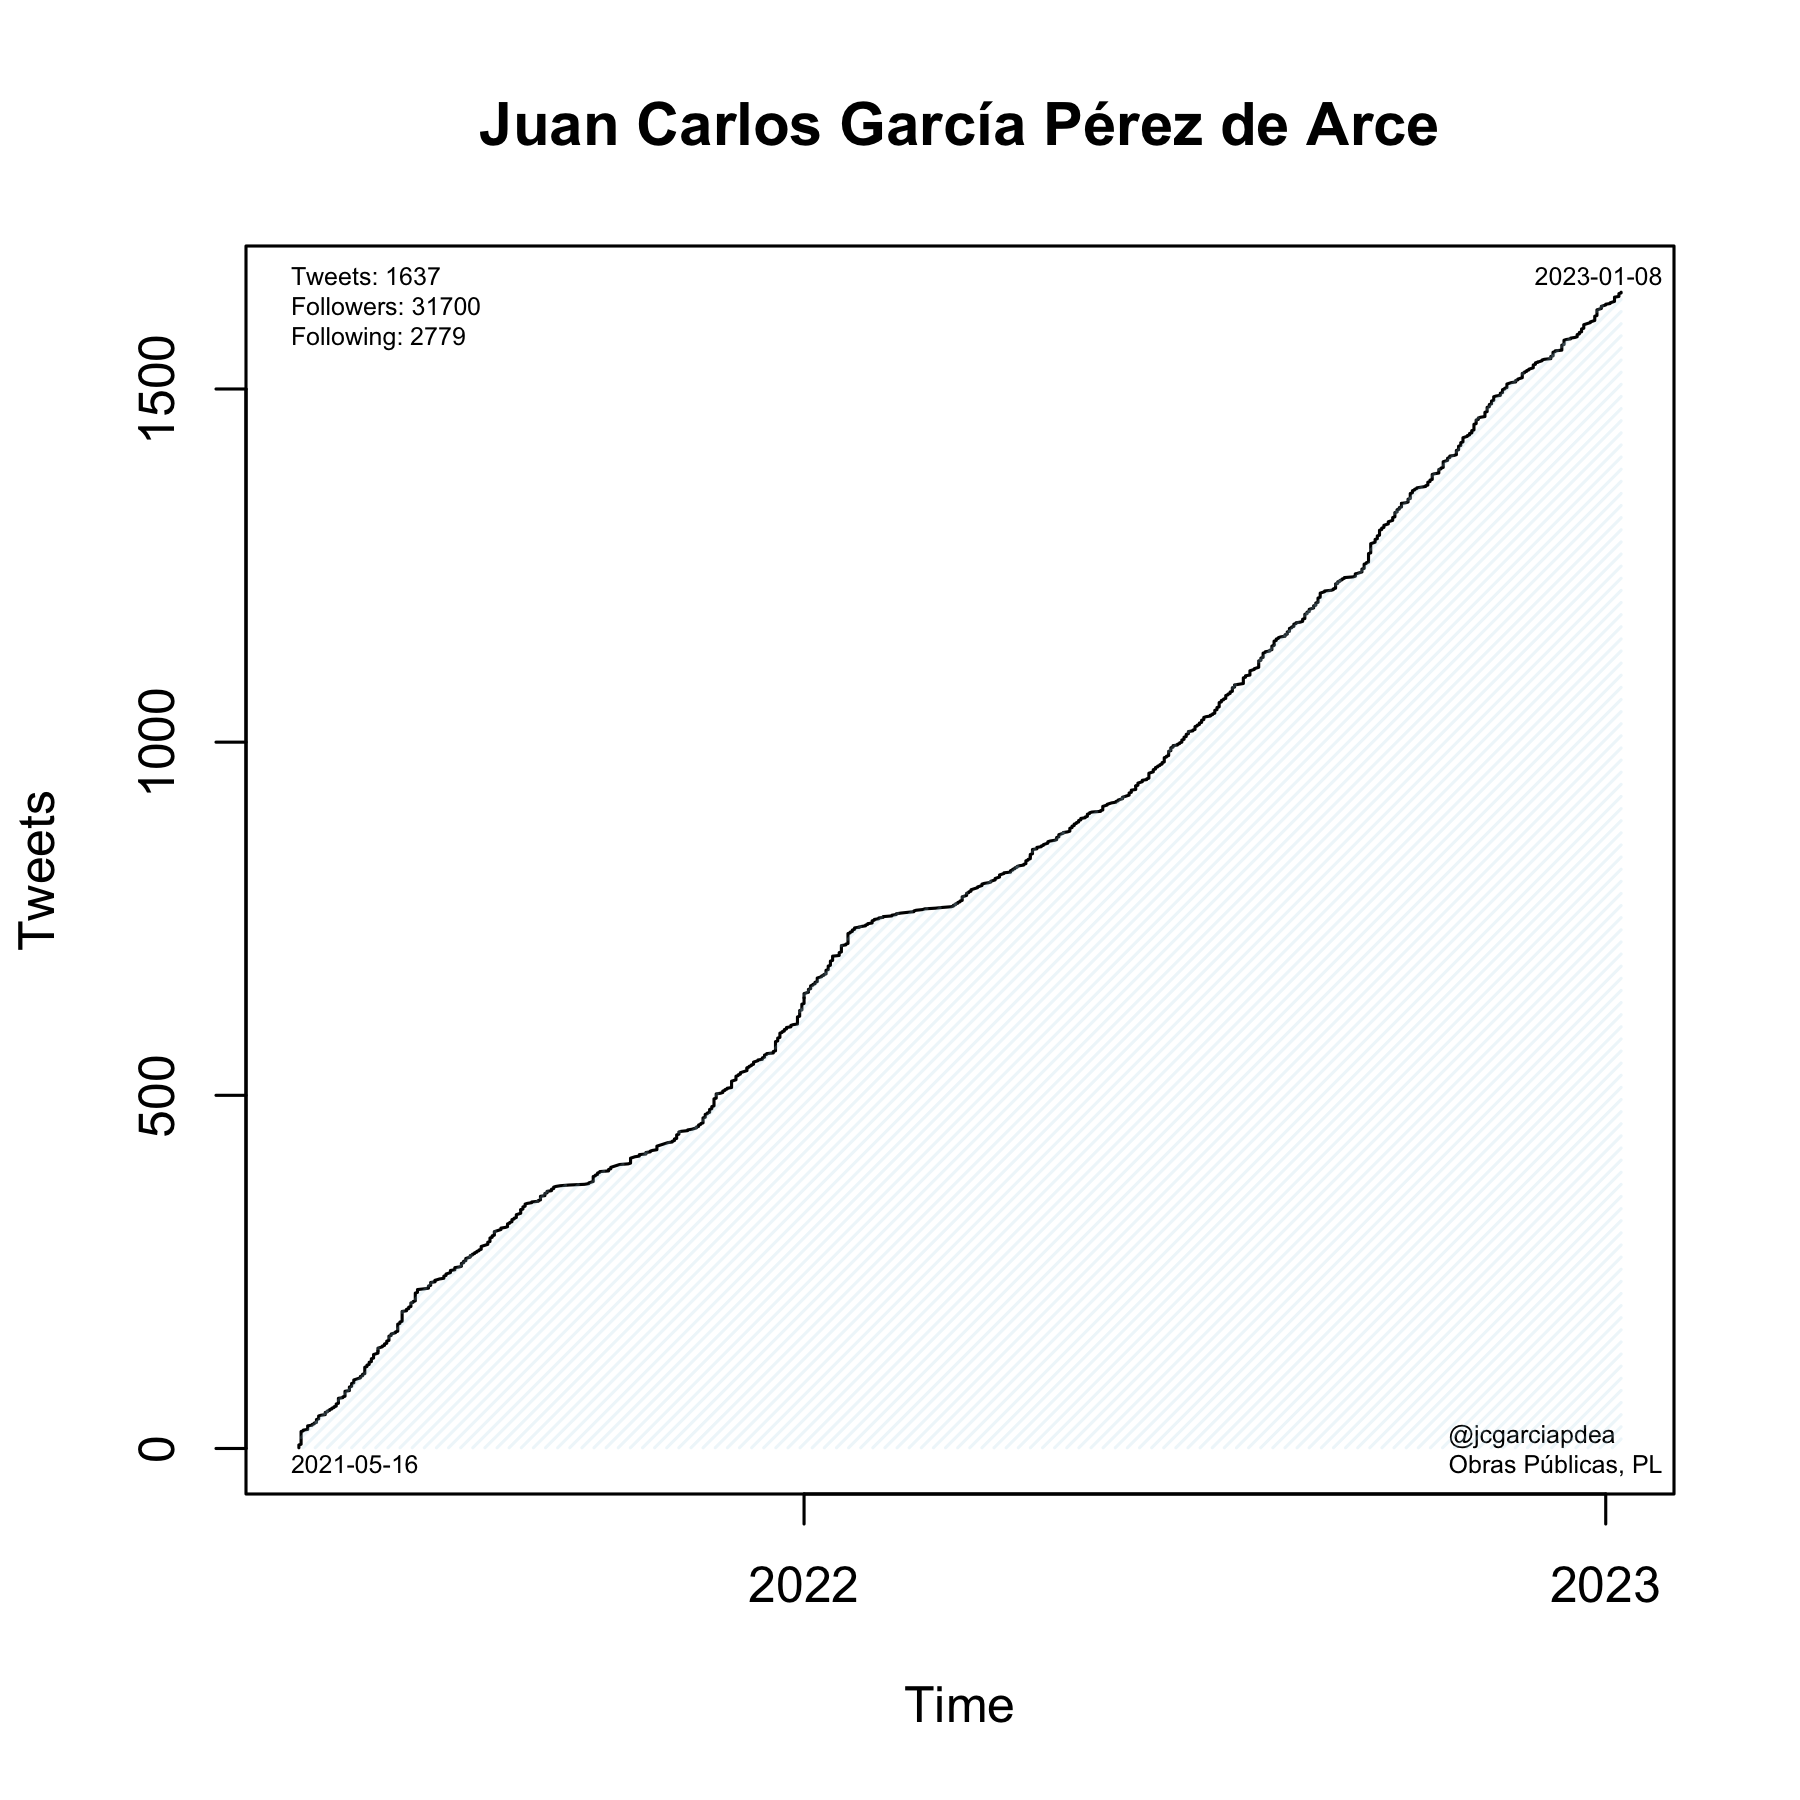 Juan Carlos García Pérez de Arce
Tweets: 1637
Followers: 31700
Following: 2779
2023-01-08
1500
1000
500
0
Tweets
2021-05-16
@jcgarciapdea
Obras Públicas, PL
2022
2023
Time